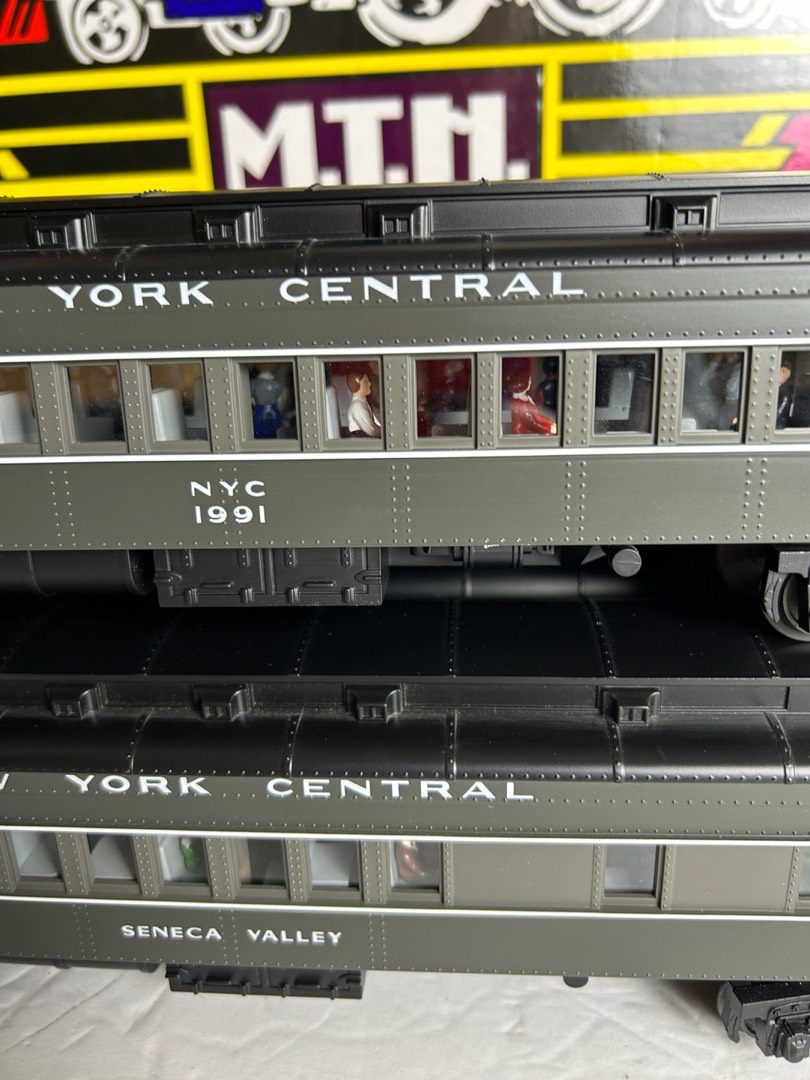 M.T.H.
YORK CENTRAL
NYC
1991
YORK CENTRAL
SENECA VALLEY